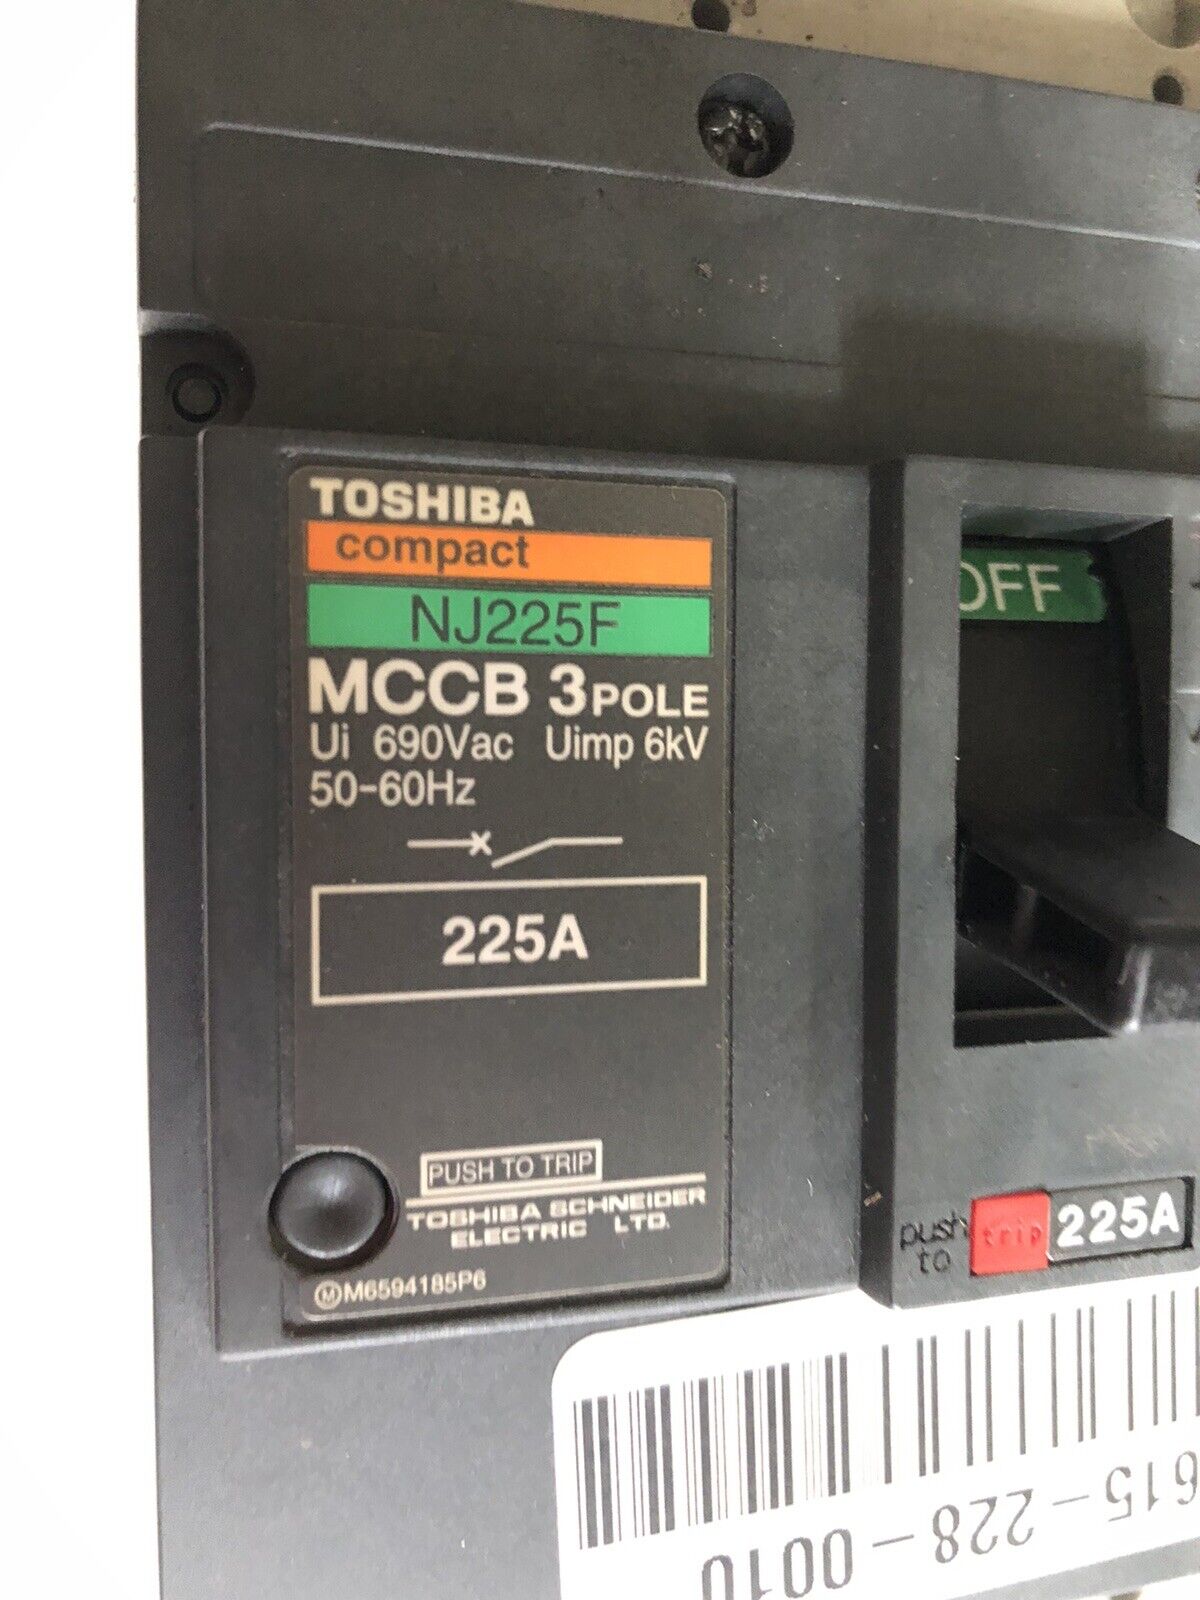 TOSHIBA
compact
NJ225F
MCCB 3POLE
Ui 690Vac Uimp 6kV
50-60Hz
225A
PUSH TO TRIP
TOSHIBA SCHNEIDER
ELECTRIC LTD.
ⓂM6594185P6
OFF
push to trip
225A
615-228-0010